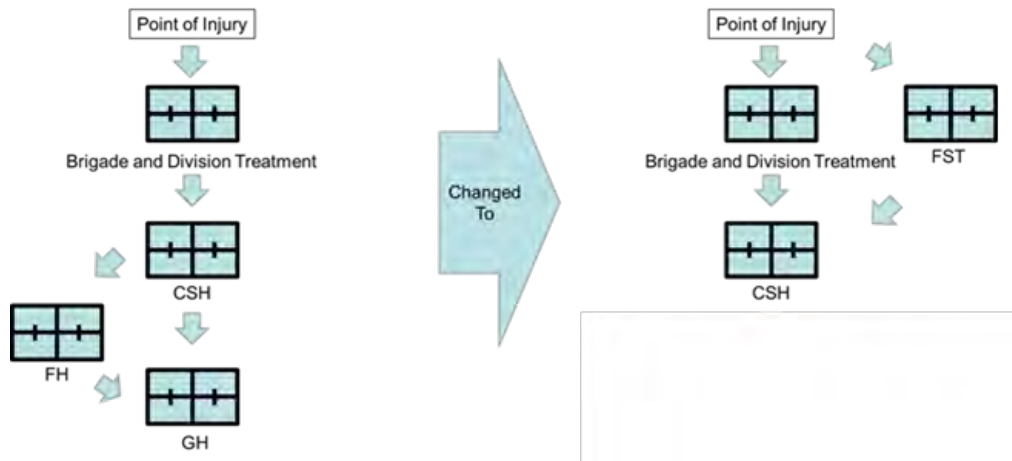 Point of Injury
Brigade and Division Treatment
CSH
FH
GH
Changed
To
Point of Injury
Brigade and Division Treatment
FST
CSH